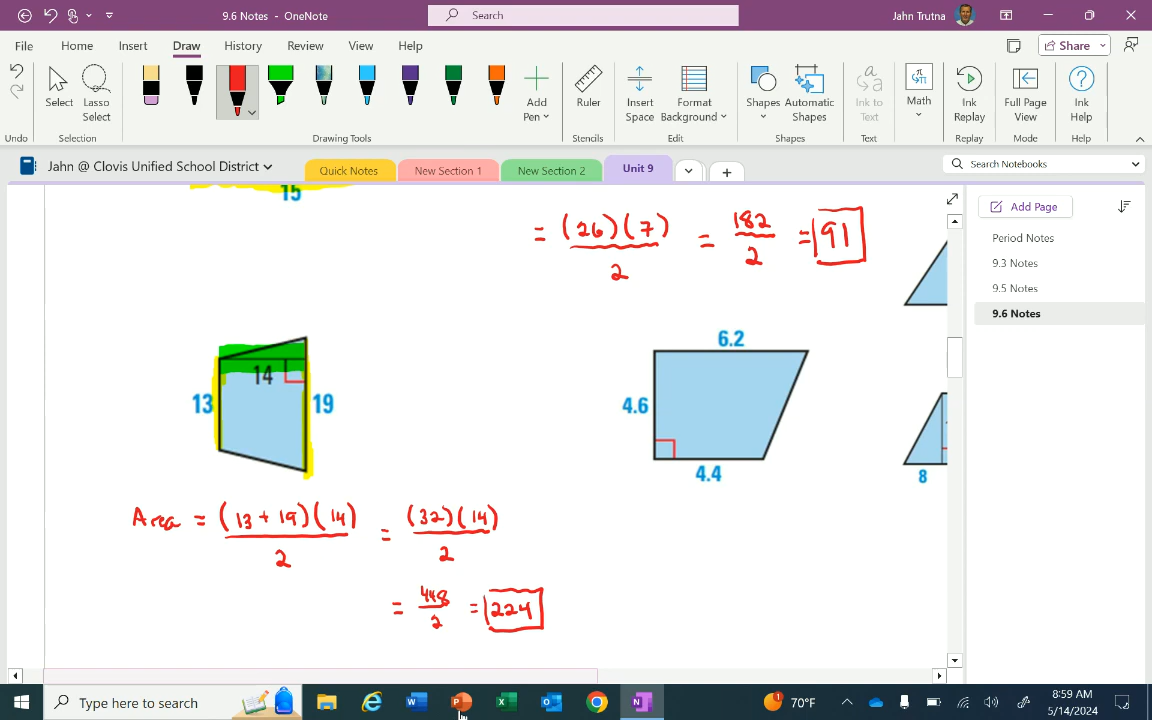 9.6 Notes - OneNote
Search
Jahn Trutna
File Home Insert Draw History Review View Help
Share
Select
Lasso Select
Add Pen
Ruler
Insert Space
Format Background
Shapes
Automatic Shapes
Ink to Text
Math
Ink Replay
Full Page View
Ink Help
Undo Selection Drawing Tools Stencils Edit Shapes Text Replay Mode Help
Jahn @ Clovis Unified School District
Quick Notes
New Section 1
New Section 2
Unit 9
+
Search Notebooks
Add Page
Period Notes
9.3 Notes
9.5 Notes
9.6 Notes
15
= (26)(7)/2 = 182/2 = 91
14
13
19
6.2
4.6
4.4
8
Area = (13 + 19)(14)/2 = (32)(14)/2
= 448/2 = 224
Type here to search
1
70°F
8:59 AM
5/14/2024